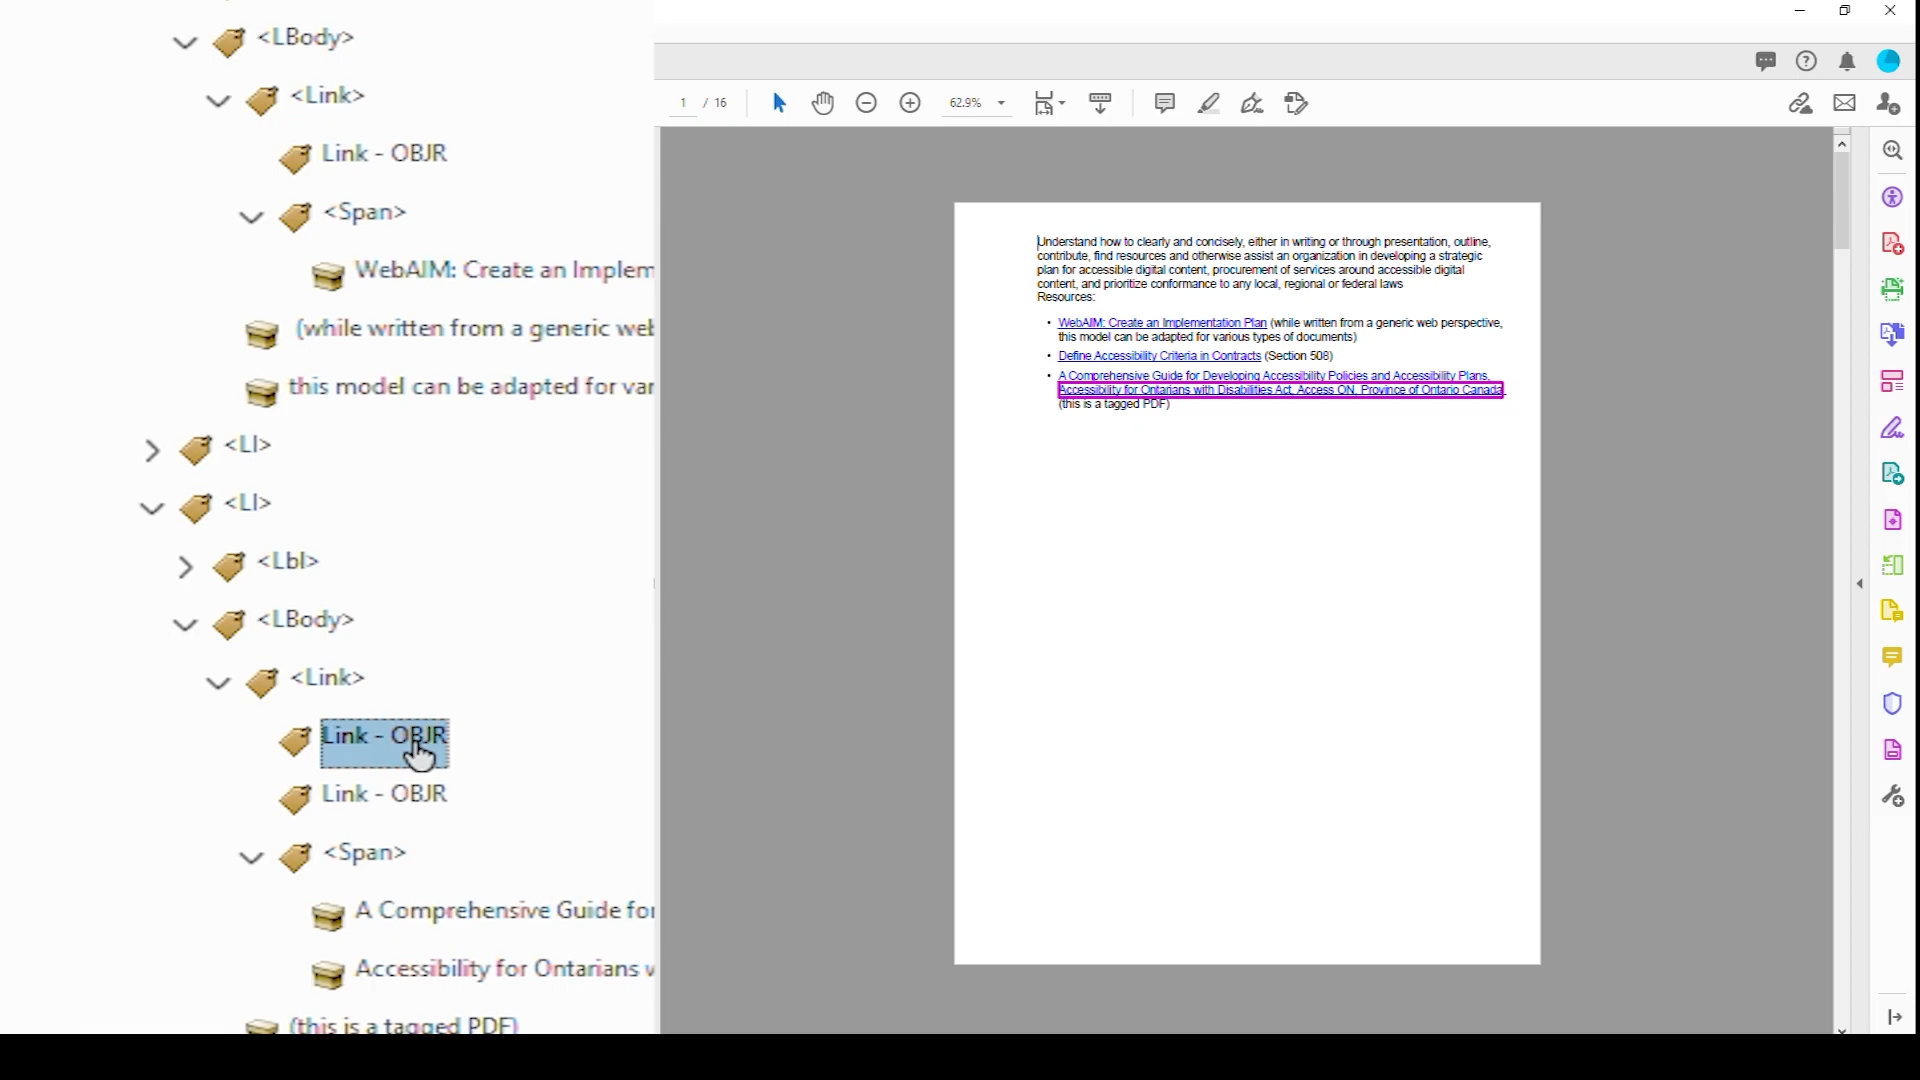 <LBody>
<Link>
Link - OBJR
<Span>
WebAIM: Create an Implem
(while written from a generic web
this model can be adapted for var
<LI>
<LI>
<Lbl>
<LBody>
<Link>
Link - OBJR
Link - OBJR
<Span>
A Comprehensive Guide for
Accessibility for Ontarians w
(this is a tagged PDF)
1 / 16
62.9%
Understand how to clearly and concisely, either in writing or through presentation, outline,
contribute, find resources and otherwise assist an organization in developing a strategic
plan for accessible digital content, procurement of services around accessible digital
content, and prioritize conformance to any local, regional or federal laws
Resources:
• WebAIM: Create an Implementation Plan (while written from a generic web perspective,
this model can be adapted for various types of documents)
• Define Accessibility Criteria in Contracts (Section 508)
• A Comprehensive Guide for Developing Accessibility Policies and Accessibility Plans,
Accessibility for Ontarians with Disabilities Act, Access ON, Province of Ontario Canada
(this is a tagged PDF)